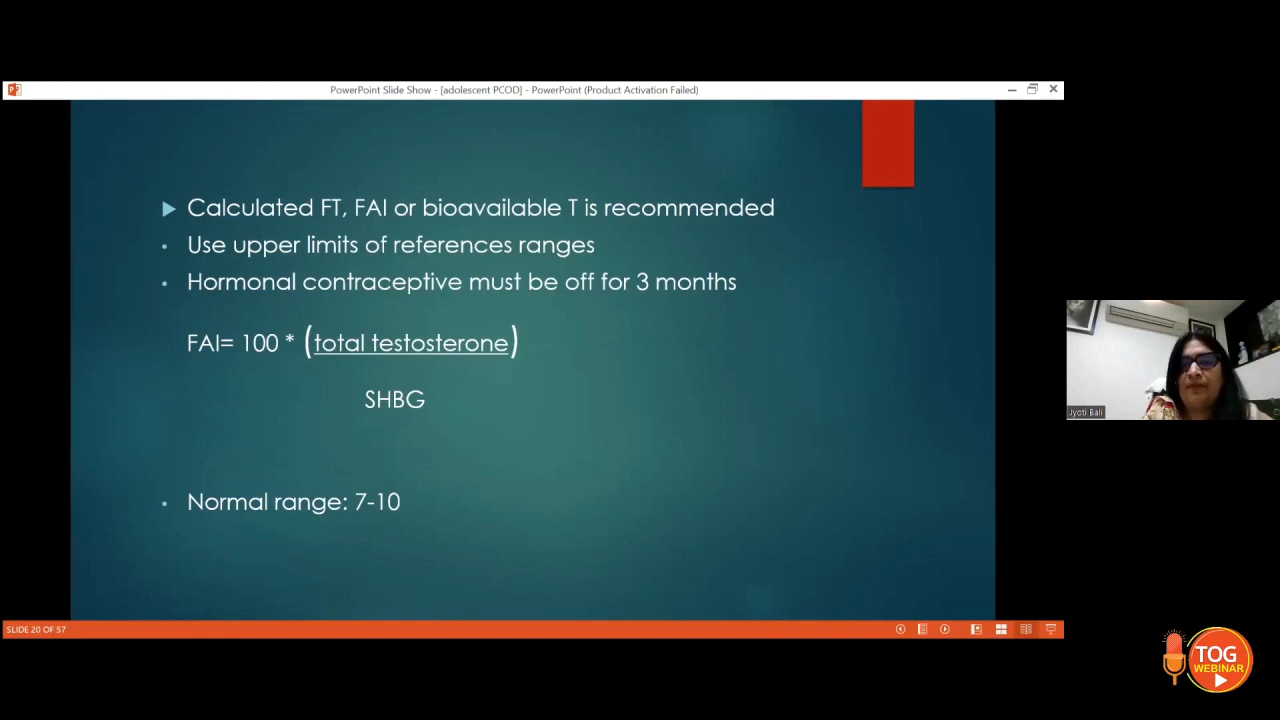 PowerPoint Slide Show - [adolescent PCOD] - PowerPoint (Product Activation Failed)
Calculated FT, FAI or bioavailable T is recommended
Use upper limits of references ranges
Hormonal contraceptive must be off for 3 months
FAI= 100 * (total testosterone)
SHBG
Normal range: 7-10
SLIDE 20 OF 57
Jyoti Bali
TOG
WEBINAR